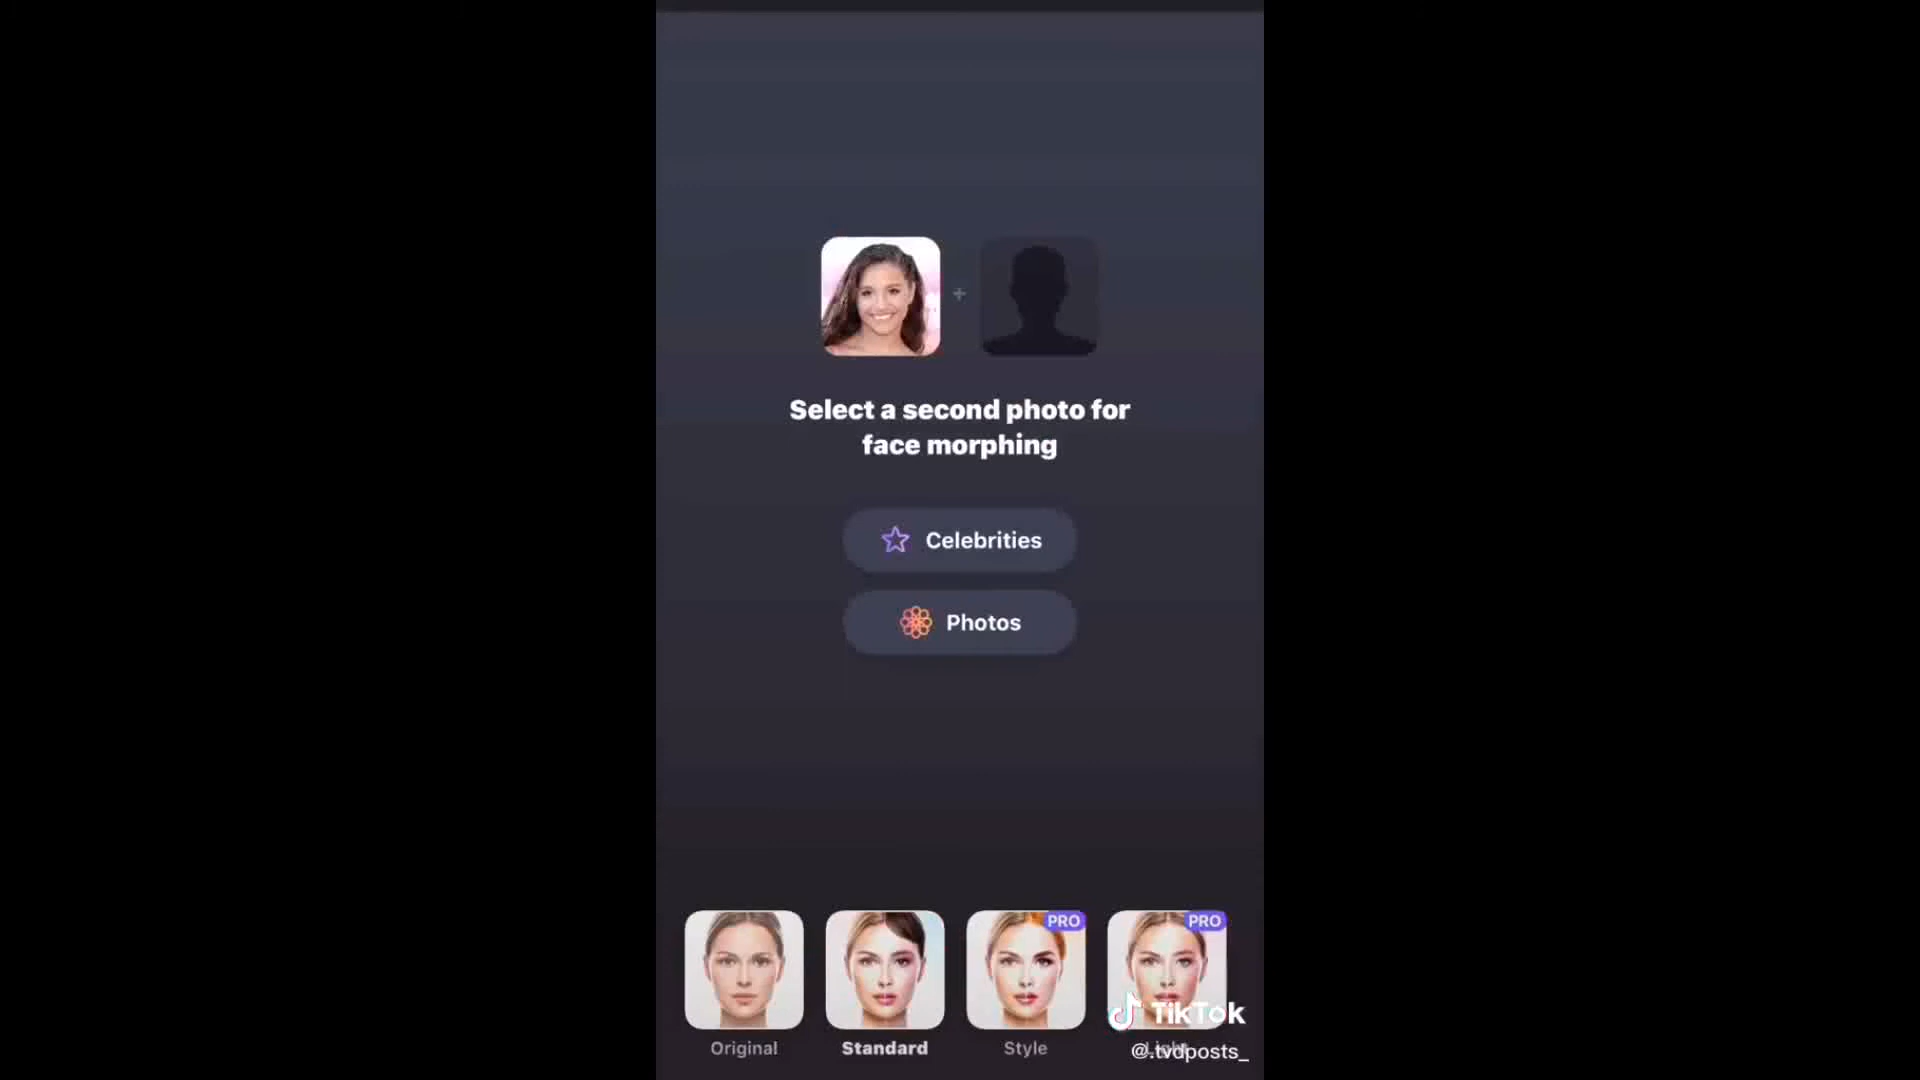 Select a second photo for
face morphing
Celebrities
Photos
PRO
PRO
TikTok
Original
Standard
Style
@.tvdposts_